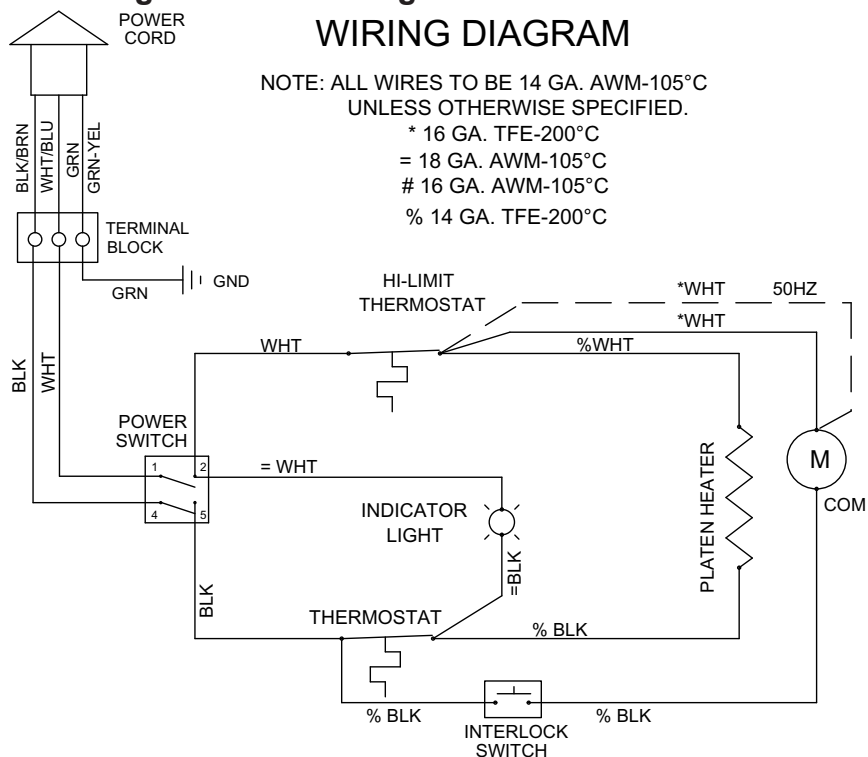 POWER
CORD
WIRING DIAGRAM
NOTE: ALL WIRES TO BE 14 GA. AWM-105°C
UNLESS OTHERWISE SPECIFIED.
* 16 GA. TFE-200°C
= 18 GA. AWM-105°C
# 16 GA. AWM-105°C
% 14 GA. TFE-200°C
BLK/BRN
WHT/BLU
GRN
GRN-YEL
TERMINAL
BLOCK
GRN
GND
HI-LIMIT
THERMOSTAT
*WHT
50HZ
*WHT
WHT
%WHT
BLK
WHT
POWER
SWITCH
1
2
4
5
= WHT
INDICATOR
LIGHT
=BLK
PLATEN HEATER
M
COM
BLK
THERMOSTAT
% BLK
% BLK
% BLK
INTERLOCK
SWITCH